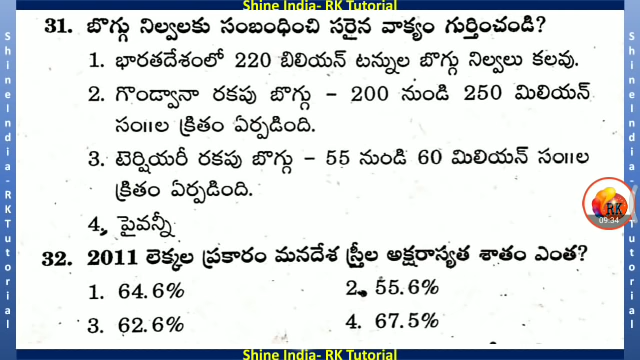 Shine India- RK Tutorial
31. బొగ్గు నిల్వలకు సంబంధించి సరైన వాక్యం గుర్తించండి?
1. భారతదేశంలో 220 బిలియన్ టన్నుల బొగ్గు నిల్వలు కలవు.
2. గొండ్వానా రకపు బొగ్గు – 200 నుండి 250 మిలియన్
సం॥ల క్రితం ఏర్పడింది.
3. టెర్షియరీ రకపు బొగ్గు – 55 నుండి 60 మిలియన్ సం॥ల
క్రితం ఏర్పడింది.
4. పైవన్నీ
32. 2011 లెక్కల ప్రకారం మనదేశ స్త్రీల అక్షరాస్యత శాతం ఎంత?
1. 64.6% 2. 55.6%
3. 62.6% 4. 67.5%
Shine India- RK Tutorial
Shine India - RK Tutorial
Shine India - RK Tutorial
RK
09:34